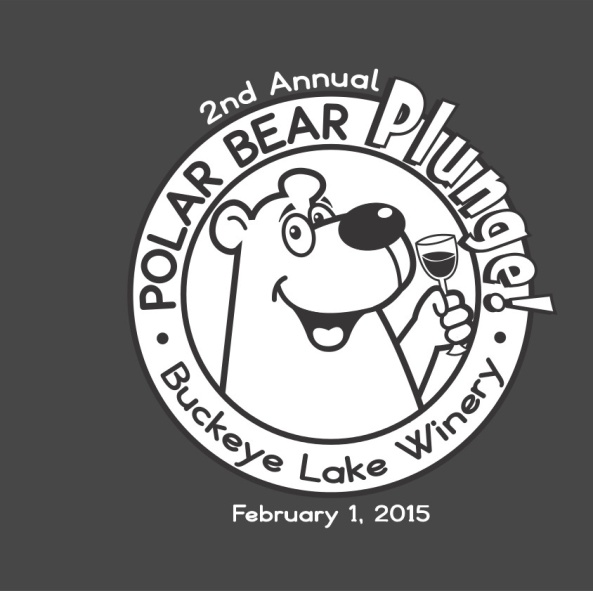 2nd Annual
POLAR BEAR Plunge!
• Buckeye Lake Winery •
February 1, 2015